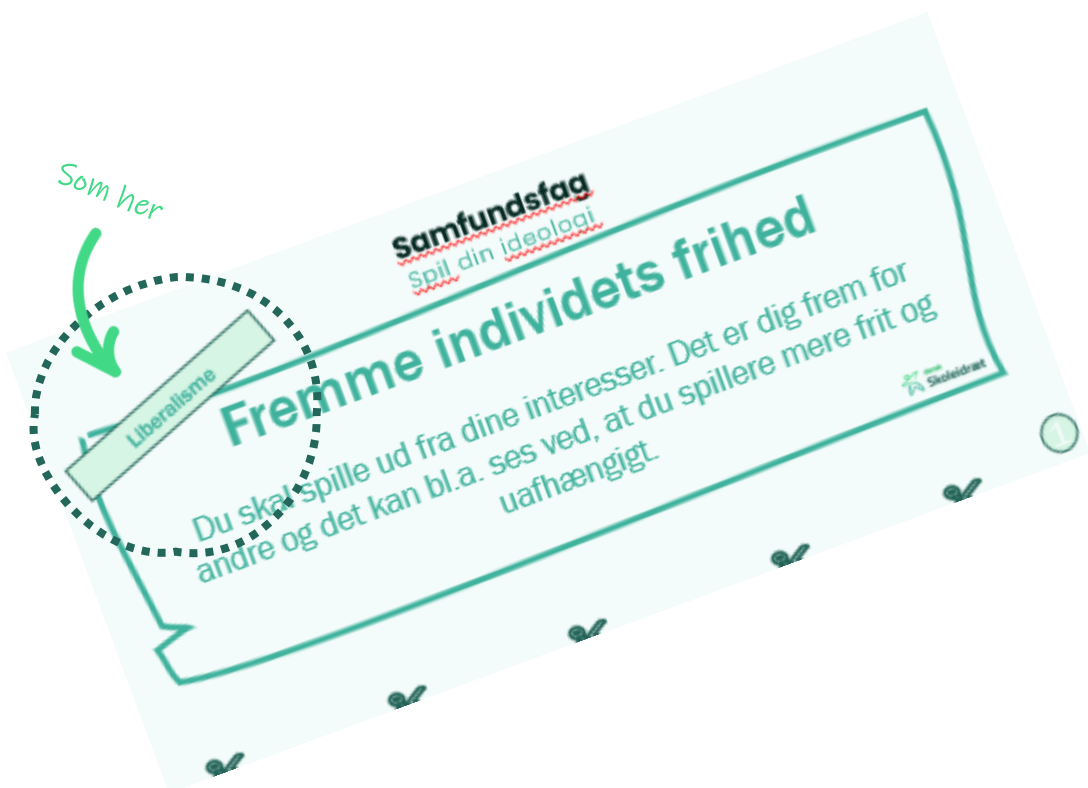 Som her
Samfundsfag
Spil din ideologi
Liberalisme
Fremme individets frihed
Du skal spille ud fra dine interesser. Det er dig frem for
andre og det kan bl.a. ses ved, at du spillere mere frit og
uafhængigt.
dansk
Skoleidræt
1